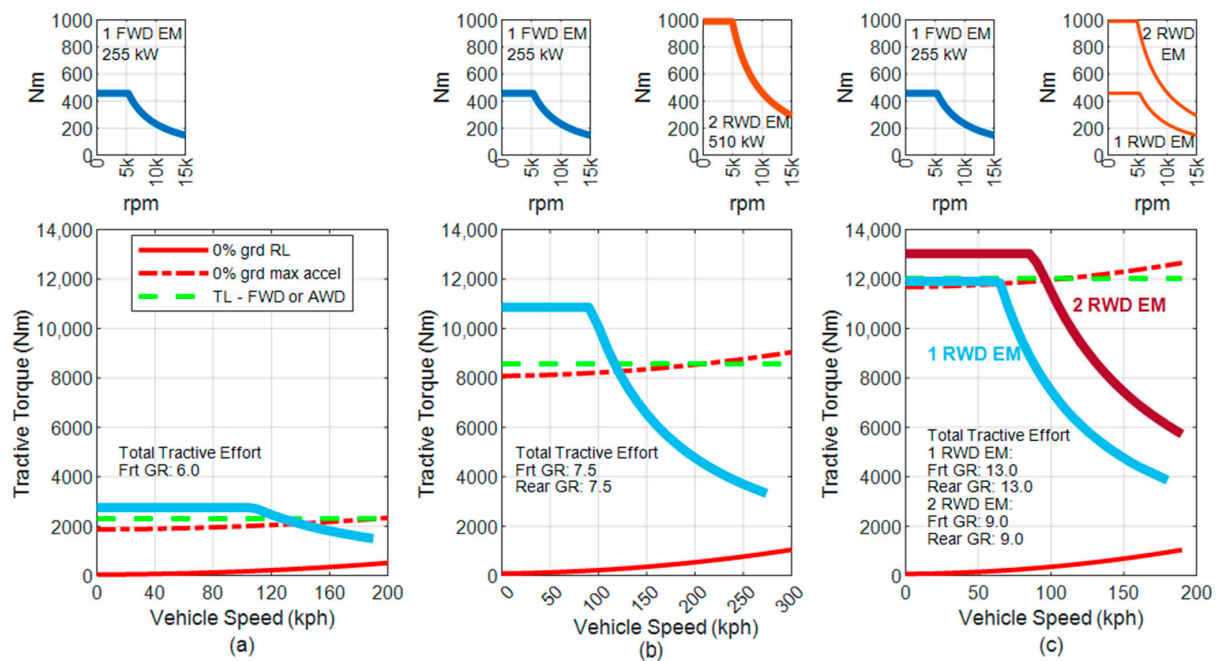 1000
800
600
400
200
0
Nm
1 FWD EM
255 kW
0
5k
10k
15k
rpm
14,000
12,000
10,000
8000
6000
4000
2000
0
Tractive Torque (Nm)
0% grd RL
0% grd max accel
TL - FWD or AWD
Total Tractive Effort
Frt GR: 6.0
0
40
80
120
160
200
Vehicle Speed (kph)
(a)
1000
800
600
400
200
0
Nm
1 FWD EM
255 kW
0
5k
10k
15k
rpm
1000
800
600
400
200
0
Nm
2 RWD EM
510 kW
0
5k
10k
15k
rpm
14,000
12,000
10,000
8000
6000
4000
2000
0
Tractive Torque (Nm)
Total Tractive Effort
Frt GR: 7.5
Rear GR: 7.5
0
50
100
150
200
250
300
Vehicle Speed (kph)
(b)
1000
800
600
400
200
0
Nm
1 FWD EM
255 kW
0
5k
10k
15k
rpm
1000
800
600
400
200
0
Nm
2 RWD
EM
1 RWD EM
0
5k
10k
15k
rpm
14,000
12,000
10,000
8000
6000
4000
2000
0
Tractive Torque (Nm)
2 RWD EM
1 RWD EM
Total Tractive Effort
1 RWD EM:
Frt GR: 13.0
Rear GR: 13.0
2 RWD EM:
Frt GR: 9.0
Rear GR: 9.0
0
50
100
150
200
Vehicle Speed (kph)
(c)